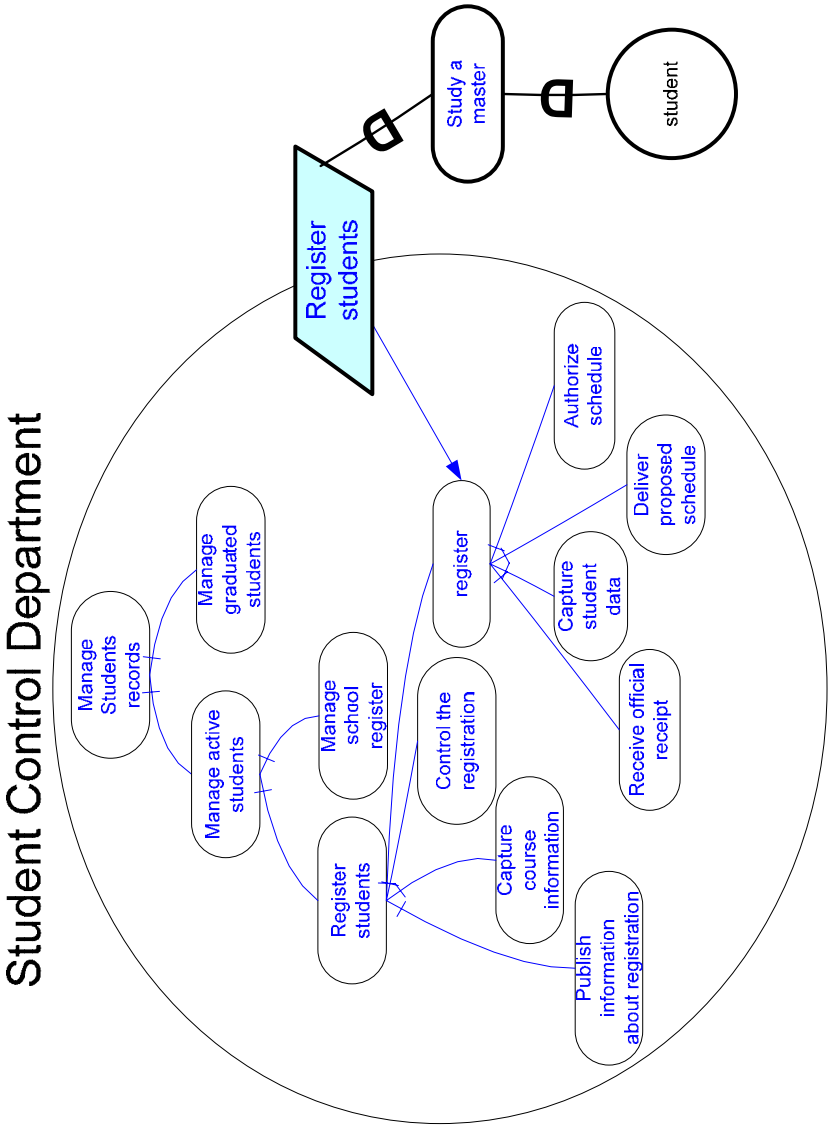 Student Control Department
Manage
Students
records
Manage active
students
Manage
graduated
students
Register
students
Manage
school
register
Publish
information
about registration
Capture
course
information
Control the
registration
register
Receive official
receipt
Capture
student
data
Deliver
proposed
schedule
Authorize
schedule
Register
students
D
Study a
master
D
student